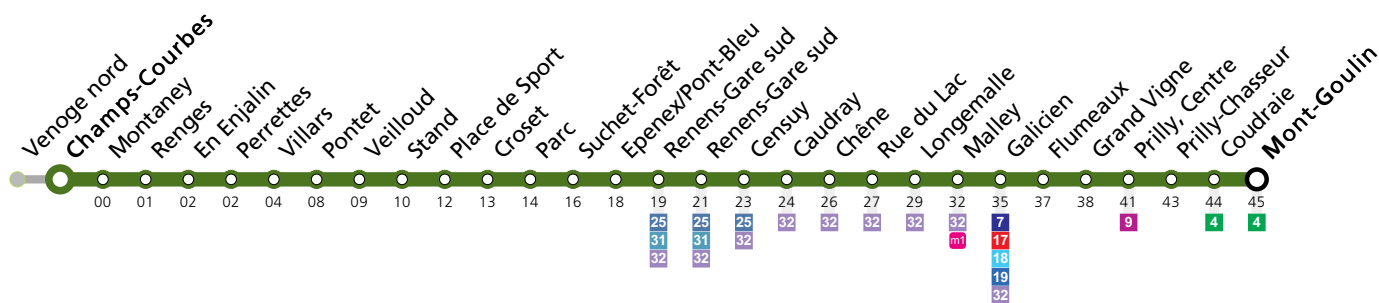 Venoge nord
Champs-Courbes
Montaney
Renges
En Enjalin
Perrettes
Villars
Pontet
Veilloud
Stand
Place de Sport
Croset
Parc
Suchet-Forêt
Epenex/Pont-Bleu
Renens-Gare sud
Renens-Gare sud
Censuy
Caudray
Chêne
Rue du Lac
Longemalle
Malley
Galicien
Flumeaux
Grand Vigne
Prilly, Centre
Prilly-Chasseur
Coudraie
Mont-Goulin
00 01 02 02 04 08 09 10 12 13 14 16 18 19 21 23 24 26 27 29 32 35 37 38 41 43 44 45
25 25 25 32 32 32 32 32 7 9 4 4
31 31 32 m1 17
32 32 18
19
32